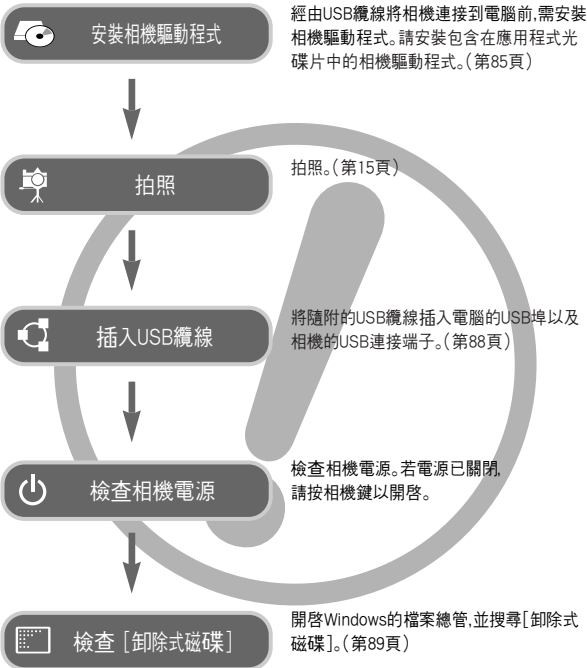 安裝相機驅動程式
經由USB纜線將相機連接到電腦前,需安裝
相機驅動程式。請安裝包含在應用程式光
碟片中的相機驅動程式。(第85頁)
拍照
拍照。(第15頁)
插入USB纜線
將隨附的USB纜線插入電腦的USB埠以及
相機的USB連接端子。(第88頁)
檢查相機電源
檢查相機電源。若電源已關閉,
請按相機鍵以開啓。
檢查 [卸除式磁碟]
開啓Windows的檔案總管,並搜尋[卸除式
磁碟]。(第89頁)